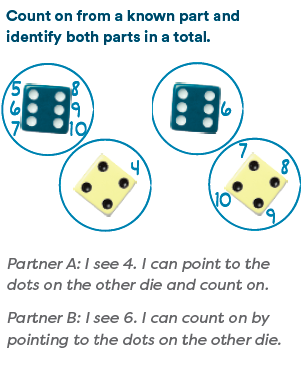 Count on from a known part and
identify both parts in a total.
5 8
6 9
7 10
4
6
7 8
10 9
Partner A: I see 4. I can point to the
dots on the other die and count on.
Partner B: I see 6. I can count on by
pointing to the dots on the other die.